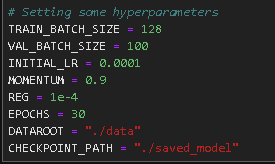 # Setting some hyperparameters
TRAIN_BATCH_SIZE = 128
VAL_BATCH_SIZE = 100
INITIAL_LR = 0.0001
MOMENTUM = 0.9
REG = 1e-4
EPOCHS = 30
DATAROOT = "./data"
CHECKPOINT_PATH = "./saved_model"